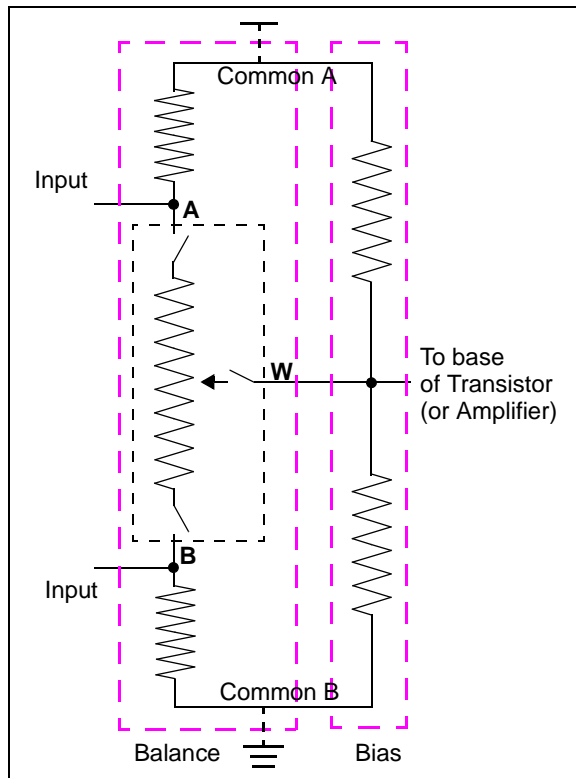 Common A
Input
A
W
To base
of Transistor
(or Amplifier)
B
Input
Common B
Balance
Bias